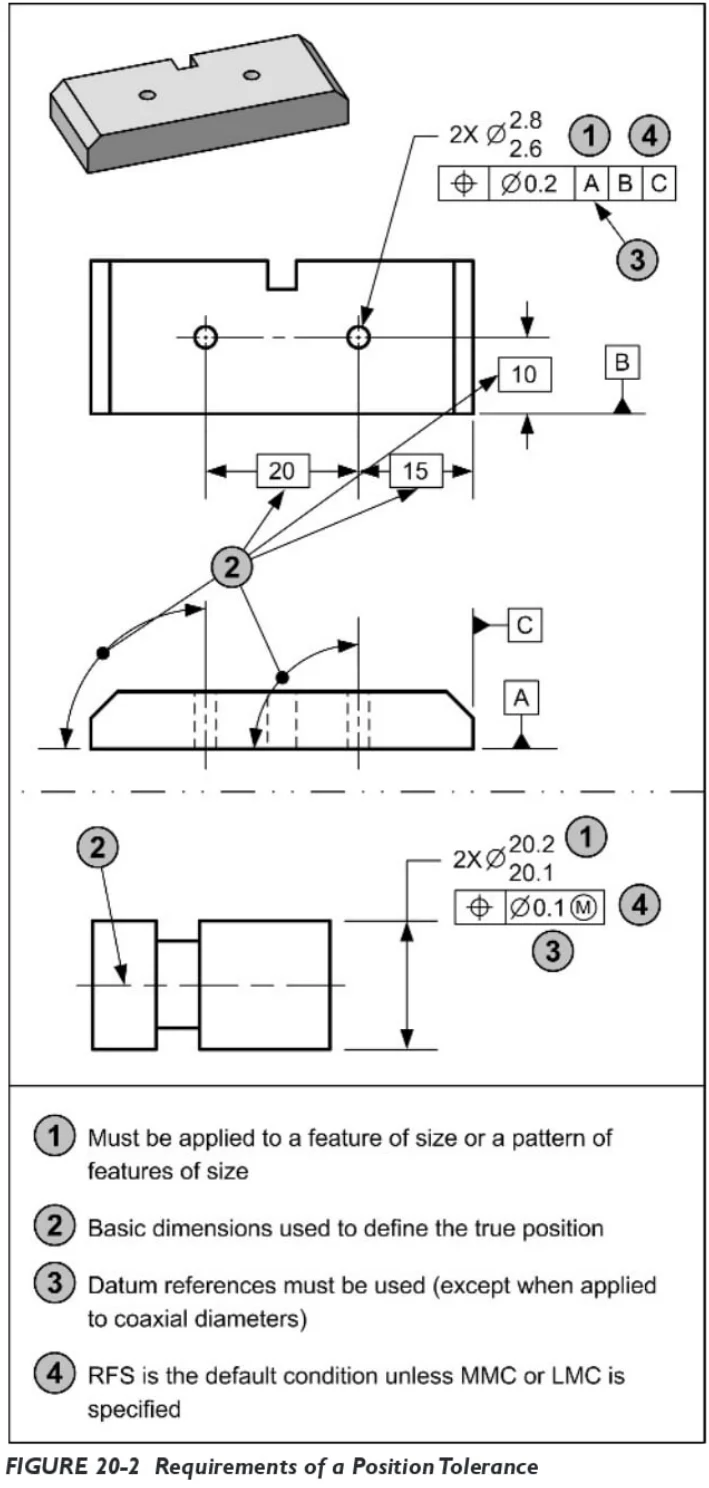 2X ⌀2.8
2.6
1
4
⌖ ⌀0.2 A B C
3
10
B
20
15
2
C
A
2
2X ⌀20.2
20.1
1
⌖ ⌀0.1 Ⓜ
4
3
1 Must be applied to a feature of size or a pattern of
features of size
2 Basic dimensions used to define the true position
3 Datum references must be used (except when applied
to coaxial diameters)
4 RFS is the default condition unless MMC or LMC is
specified
FIGURE 20-2 Requirements of a Position Tolerance